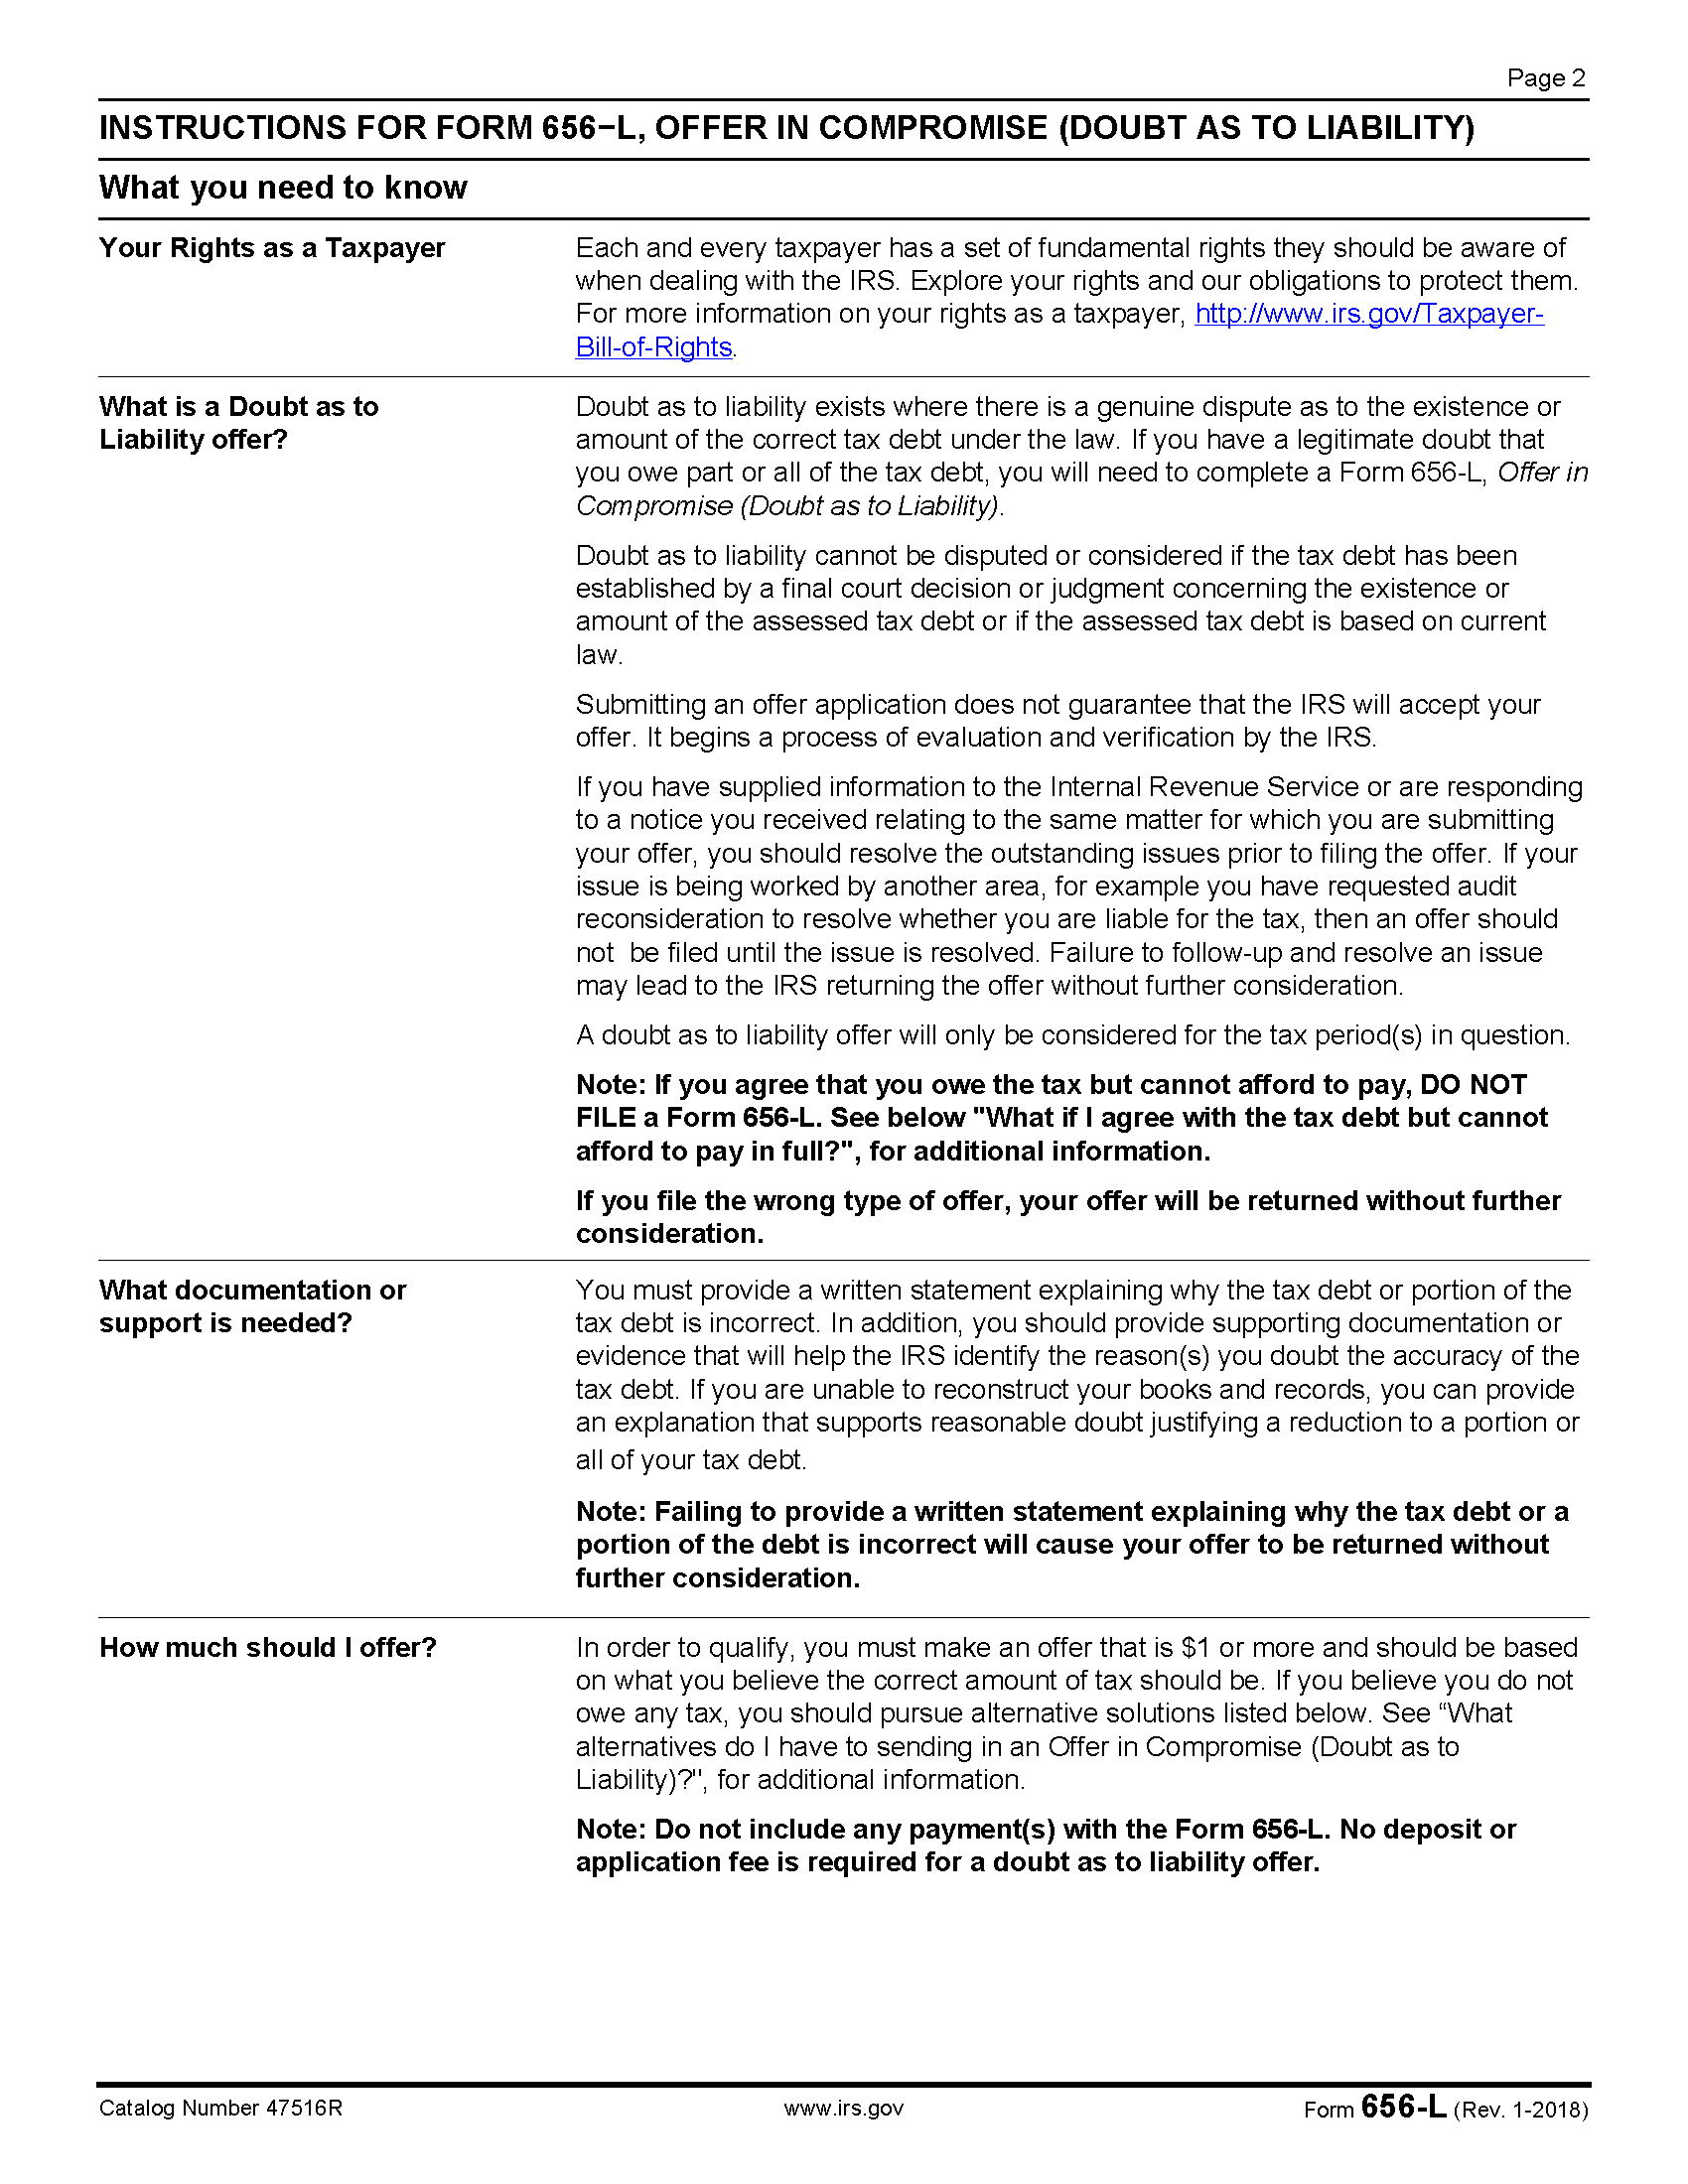 Page 2
INSTRUCTIONS FOR FORM 656−L, OFFER IN COMPROMISE (DOUBT AS TO LIABILITY)
What you need to know
Your Rights as a Taxpayer
Each and every taxpayer has a set of fundamental rights they should be aware of
when dealing with the IRS. Explore your rights and our obligations to protect them.
For more information on your rights as a taxpayer, http://www.irs.gov/Taxpayer-
Bill-of-Rights.
What is a Doubt as to
Liability offer?
Doubt as to liability exists where there is a genuine dispute as to the existence or
amount of the correct tax debt under the law. If you have a legitimate doubt that
you owe part or all of the tax debt, you will need to complete a Form 656-L, Offer in
Compromise (Doubt as to Liability).
Doubt as to liability cannot be disputed or considered if the tax debt has been
established by a final court decision or judgment concerning the existence or
amount of the assessed tax debt or if the assessed tax debt is based on current
law.
Submitting an offer application does not guarantee that the IRS will accept your
offer. It begins a process of evaluation and verification by the IRS.
If you have supplied information to the Internal Revenue Service or are responding
to a notice you received relating to the same matter for which you are submitting
your offer, you should resolve the outstanding issues prior to filing the offer. If your
issue is being worked by another area, for example you have requested audit
reconsideration to resolve whether you are liable for the tax, then an offer should
not  be filed until the issue is resolved. Failure to follow-up and resolve an issue
may lead to the IRS returning the offer without further consideration.
A doubt as to liability offer will only be considered for the tax period(s) in question.
Note: If you agree that you owe the tax but cannot afford to pay, DO NOT
FILE a Form 656-L. See below "What if I agree with the tax debt but cannot
afford to pay in full?", for additional information.
If you file the wrong type of offer, your offer will be returned without further
consideration.
What documentation or
support is needed?
You must provide a written statement explaining why the tax debt or portion of the
tax debt is incorrect. In addition, you should provide supporting documentation or
evidence that will help the IRS identify the reason(s) you doubt the accuracy of the
tax debt. If you are unable to reconstruct your books and records, you can provide
an explanation that supports reasonable doubt justifying a reduction to a portion or
all of your tax debt.
Note: Failing to provide a written statement explaining why the tax debt or a
portion of the debt is incorrect will cause your offer to be returned without
further consideration.
How much should I offer?
In order to qualify, you must make an offer that is $1 or more and should be based
on what you believe the correct amount of tax should be. If you believe you do not
owe any tax, you should pursue alternative solutions listed below. See “What
alternatives do I have to sending in an Offer in Compromise (Doubt as to
Liability)?", for additional information.
Note: Do not include any payment(s) with the Form 656-L. No deposit or
application fee is required for a doubt as to liability offer.
Catalog Number 47516R
www.irs.gov
Form 656-L (Rev. 1-2018)